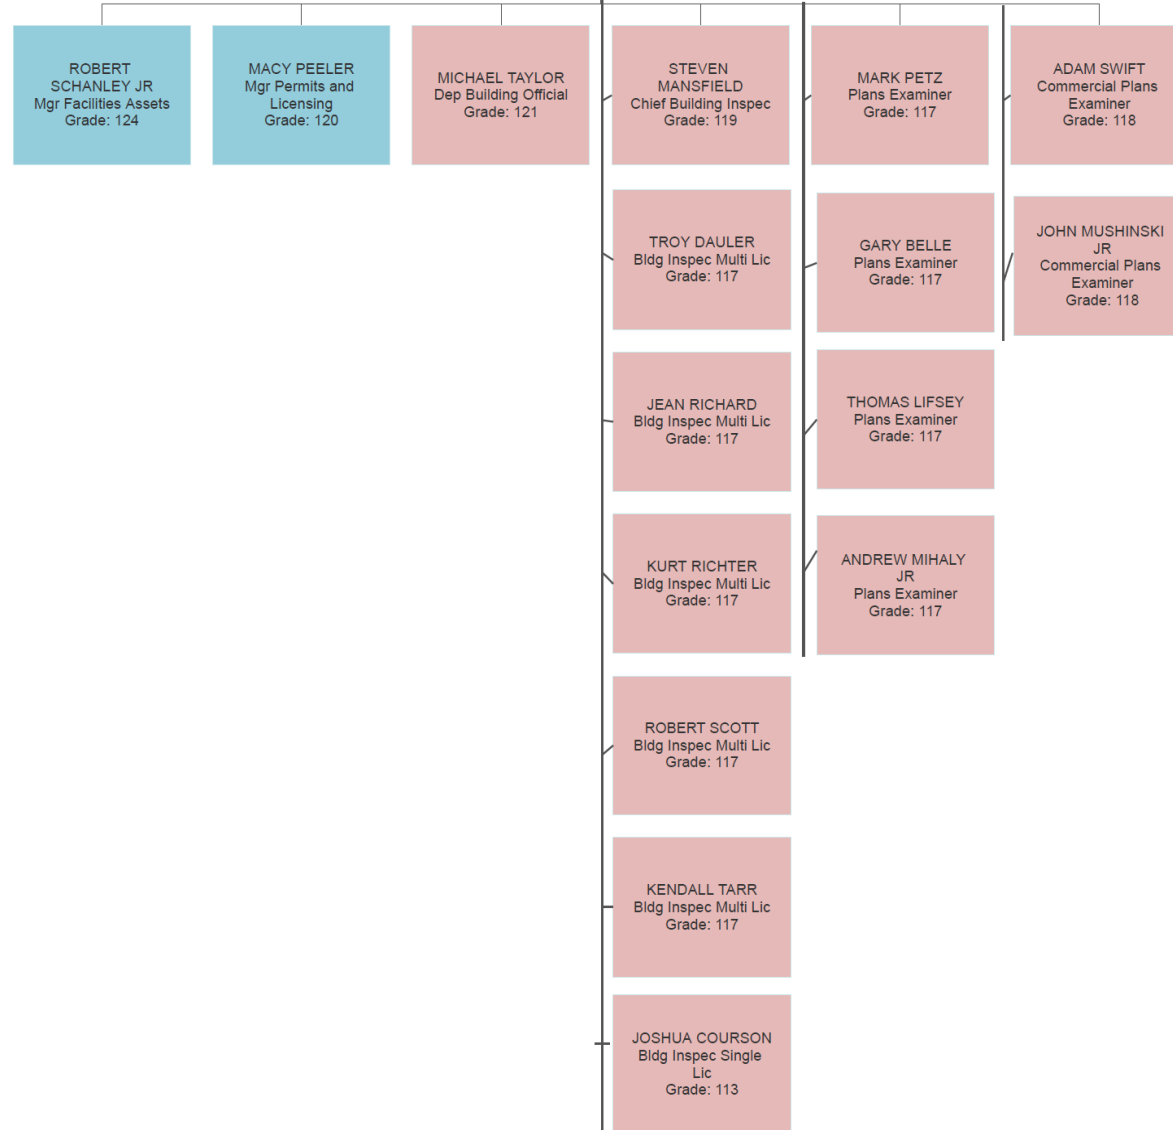 ROBERT
SCHANLEY JR
Mgr Facilities Assets
Grade: 124
MACY PEELER
Mgr Permits and
Licensing
Grade: 120
MICHAEL TAYLOR
Dep Building Official
Grade: 121
STEVEN
MANSFIELD
Chief Building Inspec
Grade: 119
MARK PETZ
Plans Examiner
Grade: 117
ADAM SWIFT
Commercial Plans
Examiner
Grade: 118
TROY DAULER
Bldg Inspec Multi Lic
Grade: 117
GARY BELLE
Plans Examiner
Grade: 117
JOHN MUSHINSKI
JR
Commercial Plans
Examiner
Grade: 118
JEAN RICHARD
Bldg Inspec Multi Lic
Grade: 117
THOMAS LIFSEY
Plans Examiner
Grade: 117
KURT RICHTER
Bldg Inspec Multi Lic
Grade: 117
ANDREW MIHALY
JR
Plans Examiner
Grade: 117
ROBERT SCOTT
Bldg Inspec Multi Lic
Grade: 117
KENDALL TARR
Bldg Inspec Multi Lic
Grade: 117
JOSHUA COURSON
Bldg Inspec Single
Lic
Grade: 113